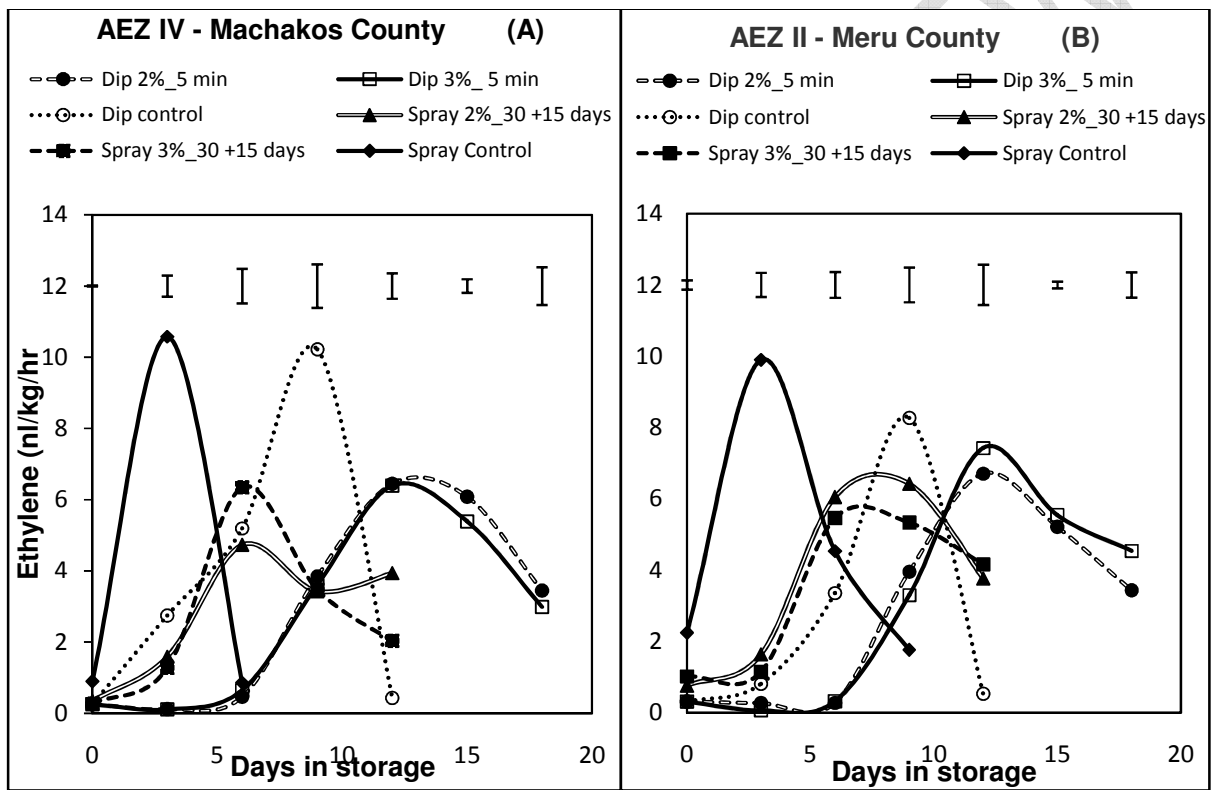 AEZ IV - Machakos County (A)
Dip 2%_5 min
Dip 3%_ 5 min
Dip control
Spray 2%_30 +15 days
Spray 3%_30 +15 days
Spray Control
14
12
10
8
6
4
2
0
Ethylene (nl/kg/hr
0
5
10
15
20
Days in storage
AEZ II - Meru County (B)
Dip 2%_5 min
Dip 3%_5 min
Dip control
Spray 2%_30 +15 days
Spray 3%_30 +15 days
Spray Control
14
12
10
8
6
4
2
0
0
5
10
15
20
Days in storage